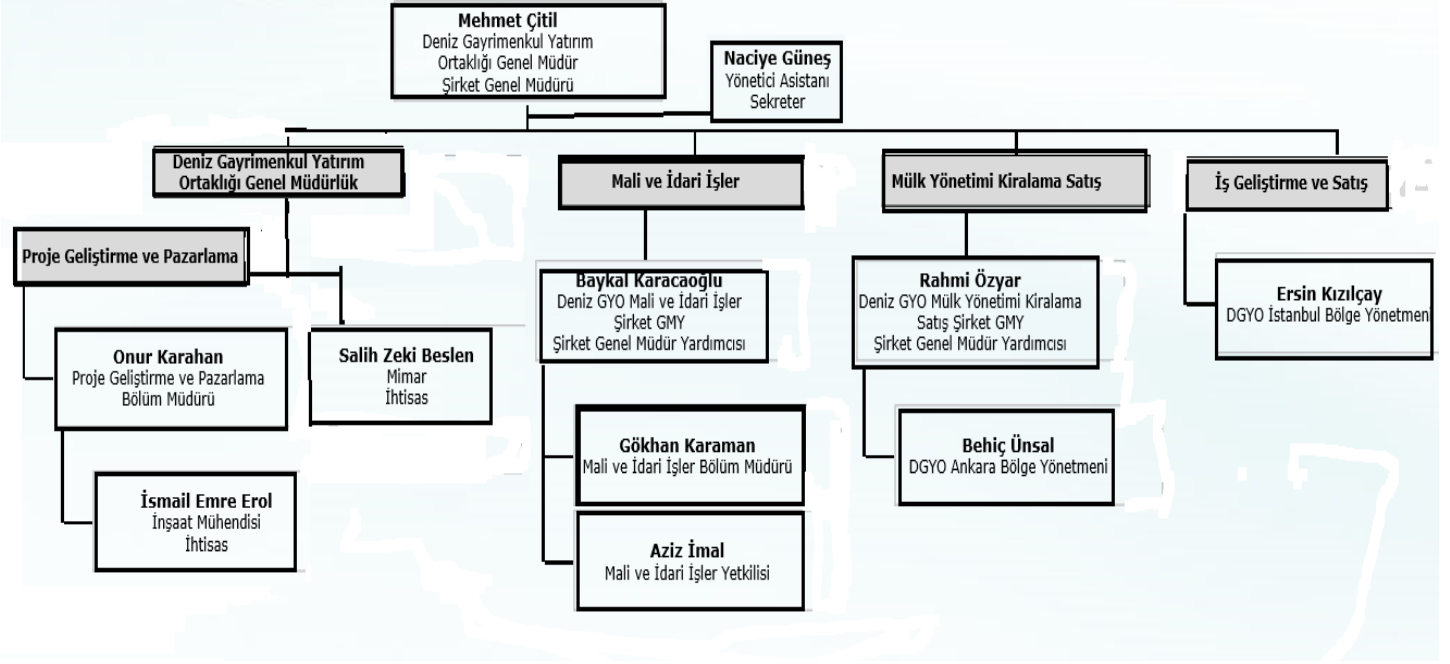 Mehmet Çitil
Deniz Gayrimenkul Yatırım
Ortaklığı Genel Müdür
Şirket Genel Müdürü
Naciye Güneş
Yönetici Asistanı
Sekreter
Deniz Gayrimenkul Yatırım
Ortaklığı Genel Müdürlük
Mali ve İdari İşler
Mülk Yönetimi Kiralama Satış
İş Geliştirme ve Satış
Proje Geliştirme ve Pazarlama
Onur Karahan
Proje Geliştirme ve Pazarlama
Bölüm Müdürü
Salih Zeki Beslen
Mimar
İhtisas
İsmail Emre Erol
İnşaat Mühendisi
İhtisas
Baykal Karacaoğlu
Deniz GYO Mali ve İdari İşler
Şirket GMY
Şirket Genel Müdür Yardımcısı
Gökhan Karaman
Mali ve İdari İşler Bölüm Müdürü
Aziz İmal
Mali ve İdari İşler Yetkilisi
Rahmi Özyar
Deniz GYO Mülk Yönetimi Kiralama
Satış Şirket GMY
Şirket Genel Müdür Yardımcısı
Behiç Ünsal
DGYO Ankara Bölge Yönetmeni
Ersin Kızılçay
DGYO İstanbul Bölge Yönetmeni